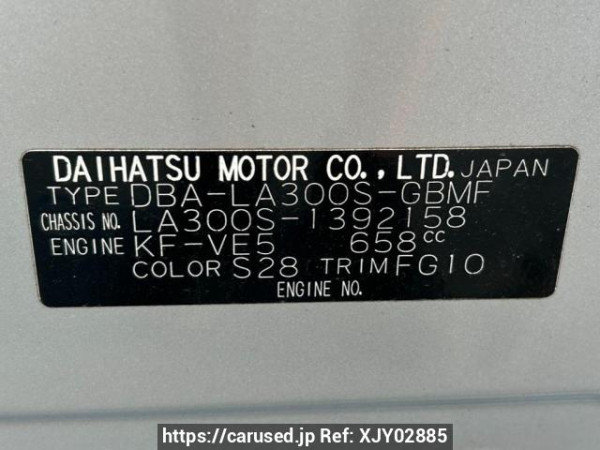 DAIHATSU MOTOR CO., LTD. JAPAN
TYPE DBA-LA300S-GBMF
CHASSIS NO. LA300S-1392158
ENGINE KF-VE5 658cc
COLOR S28 TRIM FG10
ENGINE NO.
https://carused.jp Ref: XJY02885